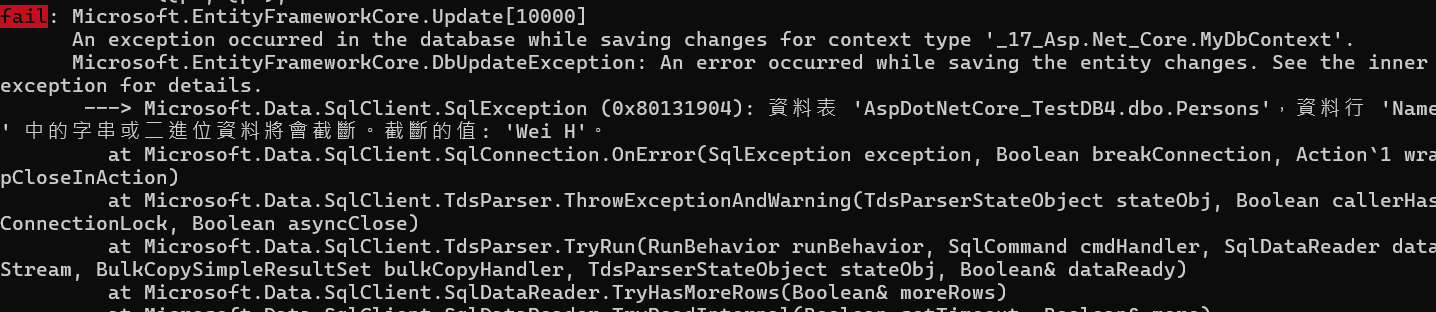 fail: Microsoft.EntityFrameworkCore.Update[10000]
An exception occurred in the database while saving changes for context type '_17_Asp.Net_Core.MyDbContext'.
Microsoft.EntityFrameworkCore.DbUpdateException: An error occurred while saving the entity changes. See the inner
exception for details.
---> Microsoft.Data.SqlClient.SqlException (0x80131904): 資料表 'AspDotNetCore_TestDB4.dbo.Persons'，資料行 'Name
' 中的字串或二進位資料將會截斷。截斷的值: 'Wei H'。
at Microsoft.Data.SqlClient.SqlConnection.OnError(SqlException exception, Boolean breakConnection, Action`1 wra
pCloseInAction)
at Microsoft.Data.SqlClient.TdsParser.ThrowExceptionAndWarning(TdsParserStateObject stateObj, Boolean callerHas
ConnectionLock, Boolean asyncClose)
at Microsoft.Data.SqlClient.TdsParser.TryRun(RunBehavior runBehavior, SqlCommand cmdHandler, SqlDataReader data
Stream, BulkCopySimpleResultSet bulkCopyHandler, TdsParserStateObject stateObj, Boolean& dataReady)
at Microsoft.Data.SqlClient.SqlDataReader.TryHasMoreRows(Boolean& moreRows)